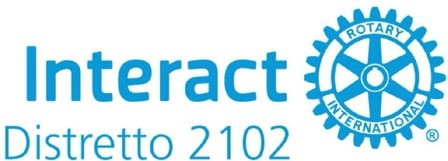 Interact
Distretto 2102
ROTARY
INTERNATIONAL
®